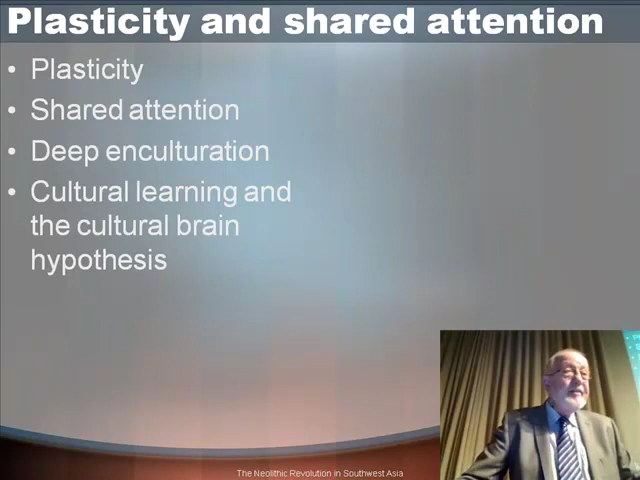 Plasticity and shared attention
• Plasticity
• Shared attention
• Deep enculturation
• Cultural learning and
the cultural brain
hypothesis
The Neolithic Revolution in Southwest Asia